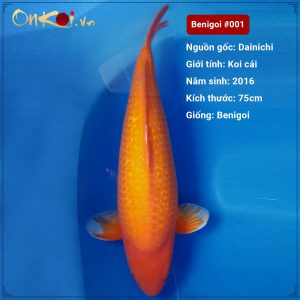 OnKoi.vn
Benigoi #001
Nguồn gốc: Dainichi
Giới tính: Koi cái
Năm sinh: 2016
Kích thước: 75cm
Giống: Benigoi